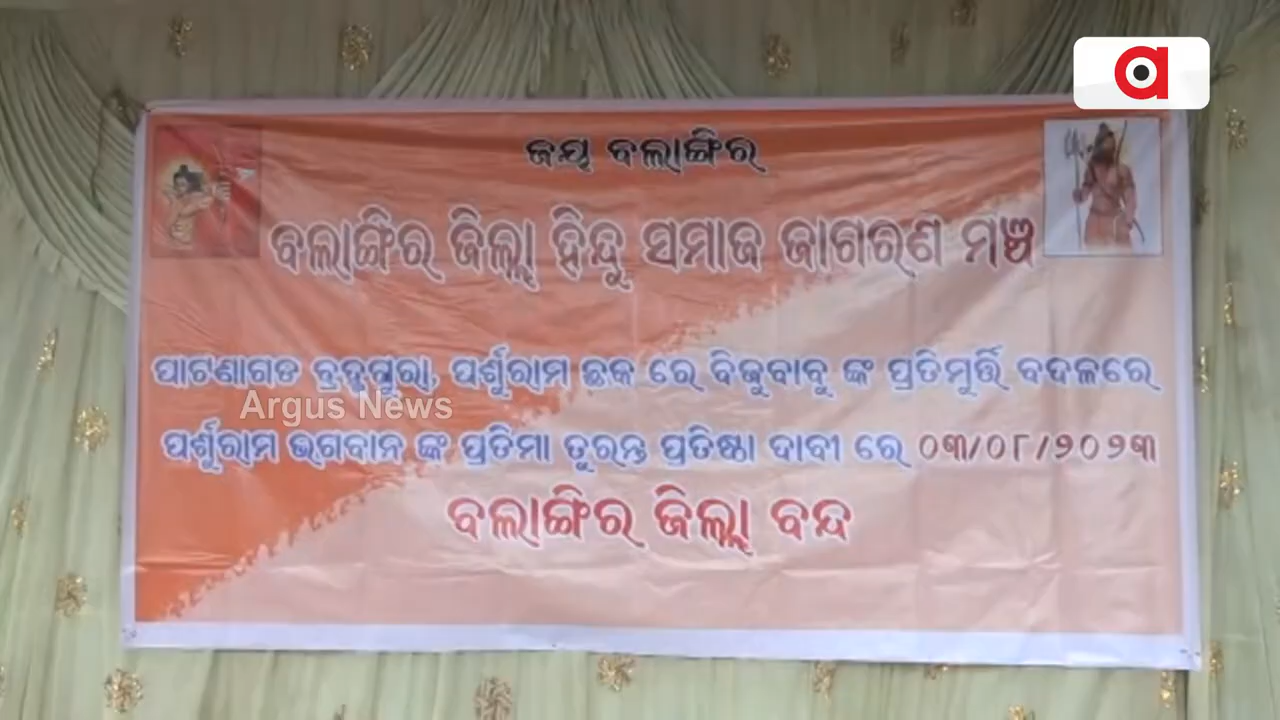 ଜୟ ବଲାଙ୍ଗିର
ବଲାଙ୍ଗିର ଜିଲ୍ଲା ହିନ୍ଦୁ ସମାଜ ଜାଗରଣ ମଞ୍ଚ
ପାଟଣାଗଡ ବ୍ରହ୍ମପୁରା, ପର୍ଶୁରାମ ଛକ ରେ ବିଜୁବାବୁ ଙ୍କ ପ୍ରତିମୁର୍ତ୍ତି ବଦଳରେ
Argus News
ପର୍ଶୁରାମ ଭଗବାନ ଙ୍କ ପ୍ରତିମା ତୁରନ୍ତ ପ୍ରତିଷ୍ଠା ଦାବୀ ରେ ୦୩/୦୮/୨୦୨୩
ବଲାଙ୍ଗିର ଜିଲ୍ଲା ବନ୍ଦ